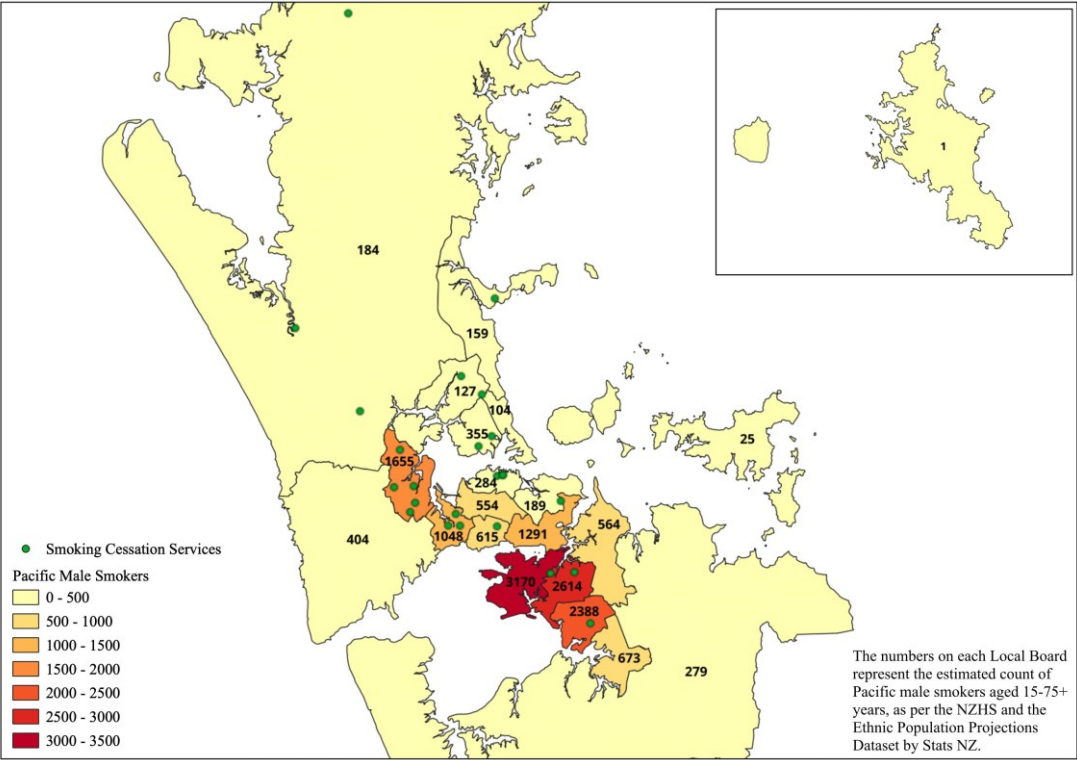 1
184
159
127
104
355
25
1655
284
554
189
564
404
1048
615
1291
3170
2614
2388
673
279
Smoking Cessation Services
Pacific Male Smokers
0 - 500
500 - 1000
1000 - 1500
1500 - 2000
2000 - 2500
2500 - 3000
3000 - 3500
The numbers on each Local Board
represent the estimated count of
Pacific male smokers aged 15-75+
years, as per the NZHS and the
Ethnic Population Projections
Dataset by Stats NZ.